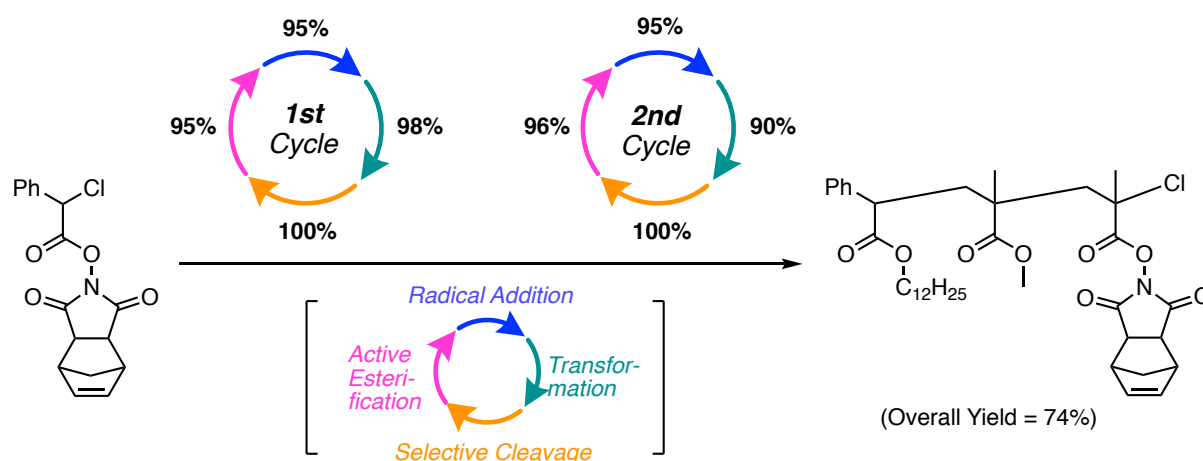 95%
95%
1st
Cycle
98%
100%
95%
96%
2nd
Cycle
90%
100%
Ph
Cl
O
O
N
O
O
Radical Addition
Active
Esteri-
fication
Transfor-
mation
Selective Cleavage
Ph
Cl
O
O
C12H25
O
O
O
O
N
O
O
(Overall Yield = 74%)